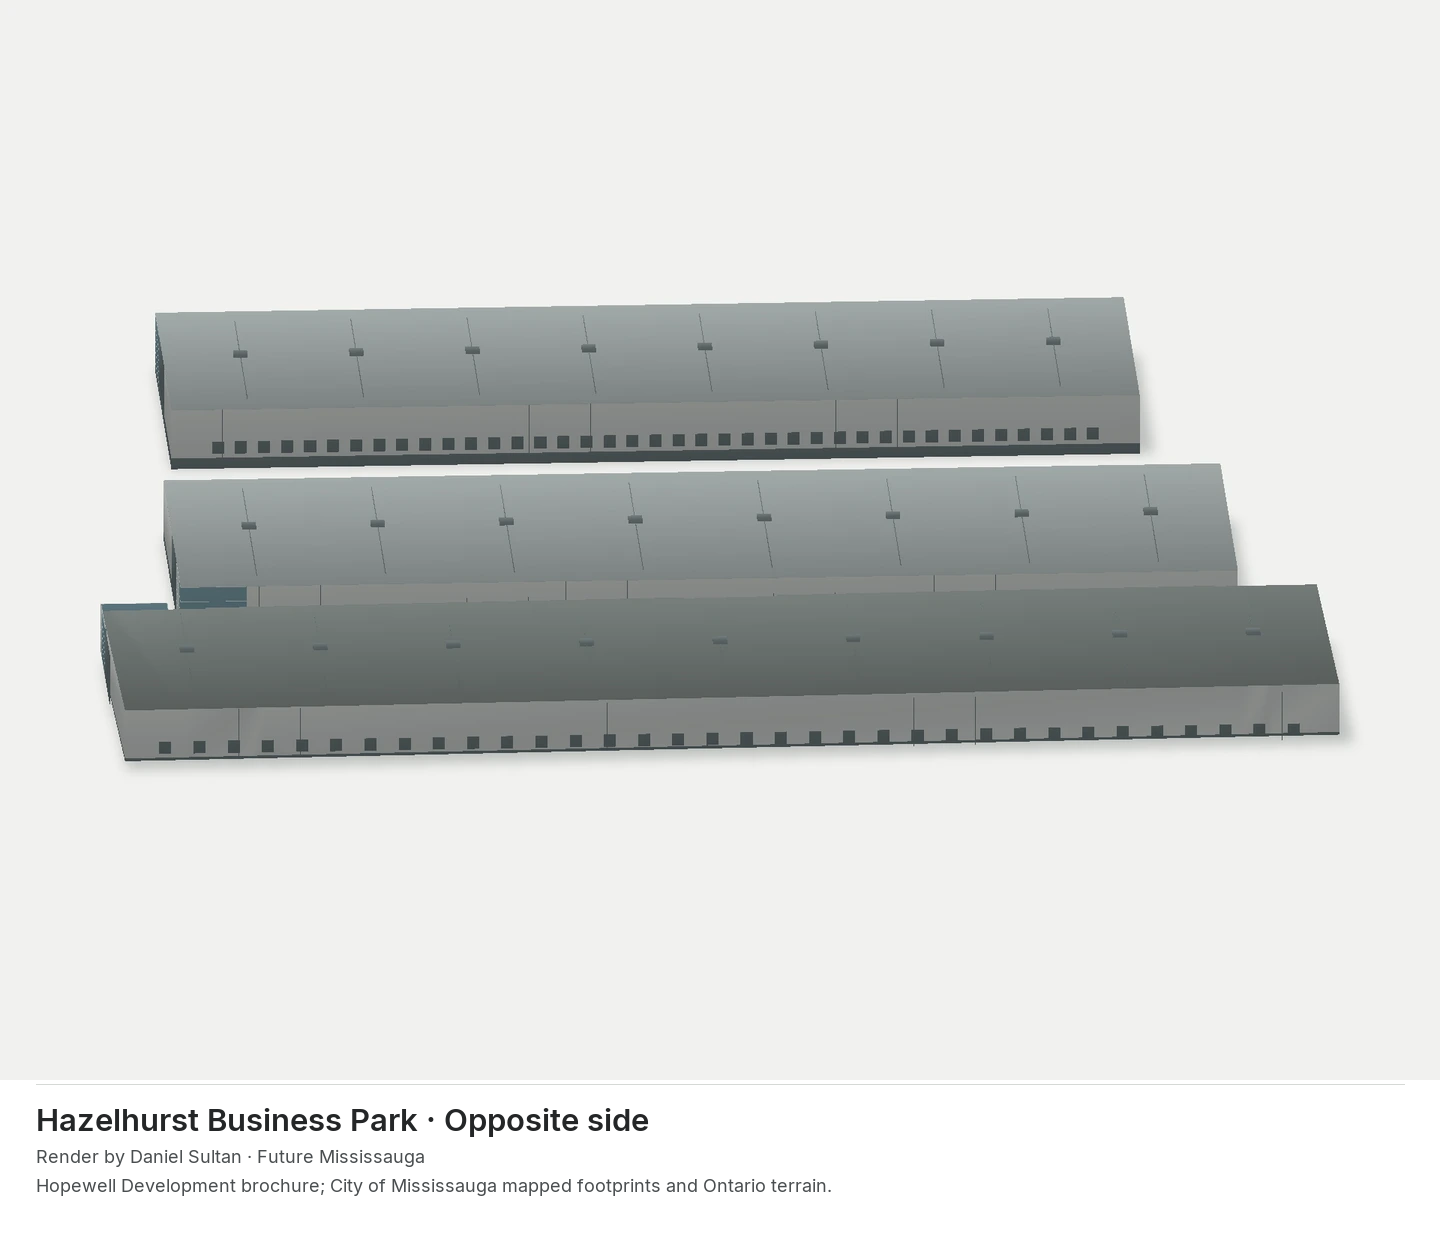 Hazelhurst Business Park · Opposite side
Render by Daniel Sultan · Future Mississauga
Hopewell Development brochure; City of Mississauga mapped footprints and Ontario terrain.